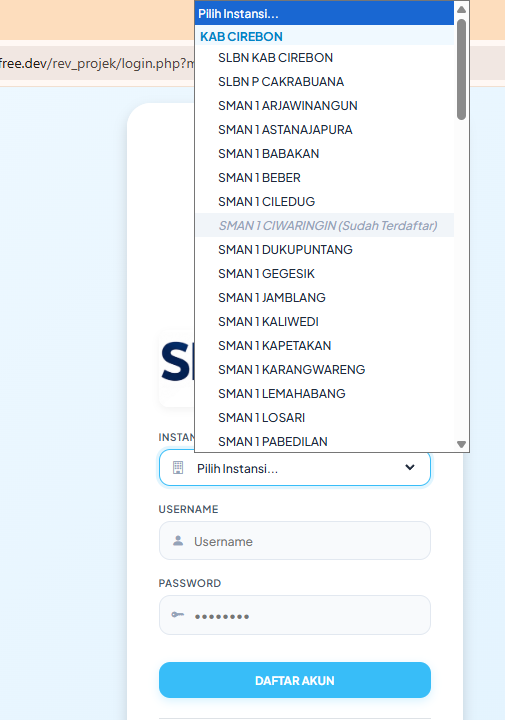 Pilih Instansi...
KAB CIREBON
free.dev/rev_projek/login.php?m
SLBN KAB CIREBON
SLBN P CAKRABUANA
SMAN 1 ARJAWINANGUN
SMAN 1 ASTANAJAPURA
SMAN 1 BABAKAN
SMAN 1 BEBER
SMAN 1 CILEDUG
SMAN 1 CIWARINGIN (Sudah Terdaftar)
SMAN 1 DUKUPUNTANG
SMAN 1 GEGESIK
SMAN 1 JAMBLANG
SMAN 1 KALIWEDI
SMAN 1 KAPETAKAN
SMAN 1 KARANGWARENG
SMAN 1 LEMAHABANG
SMAN 1 LOSARI
SMAN 1 PABEDILAN
INSTAN
Pilih Instansi...
USERNAME
Username
PASSWORD
DAFTAR AKUN